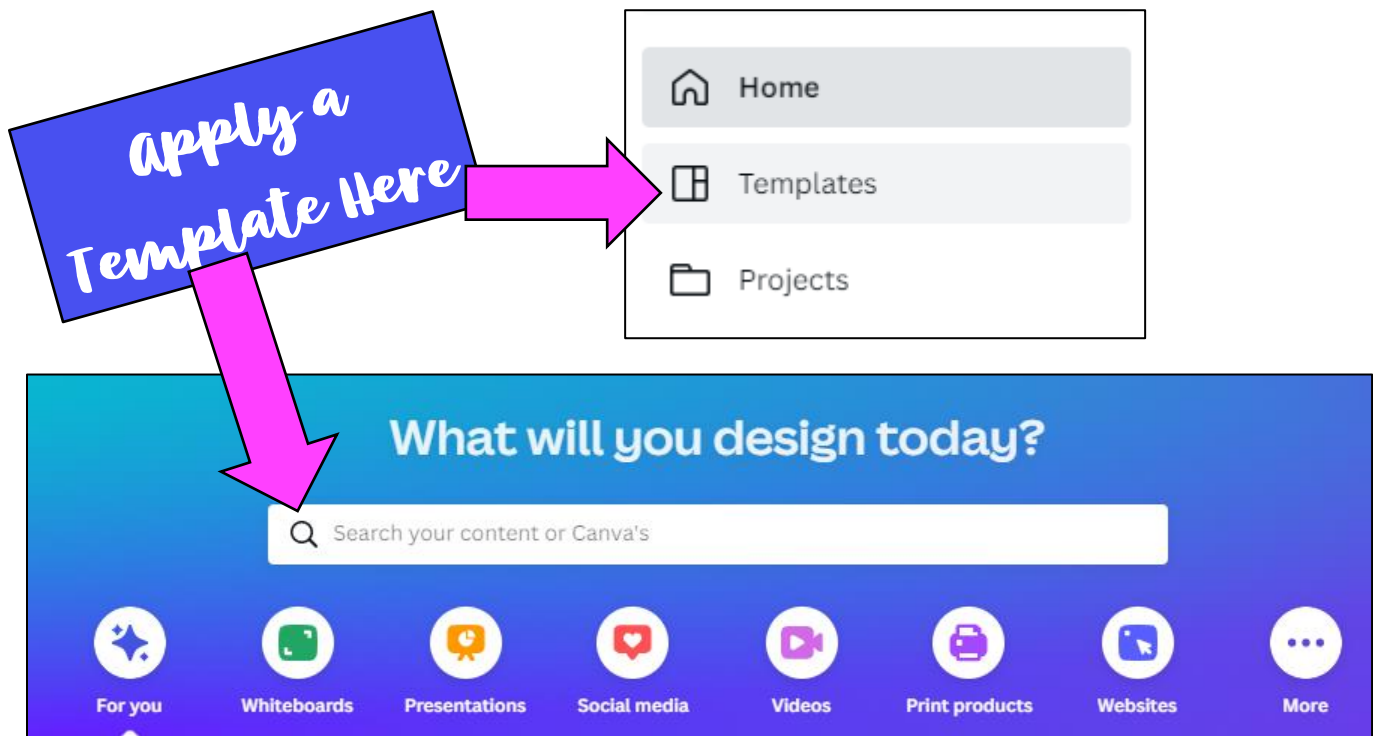 Apply a
Template Here
Home
Templates
Projects
What will you design today?
Search your content or Canva's
For you
Whiteboards
Presentations
Social media
Videos
Print products
Websites
More